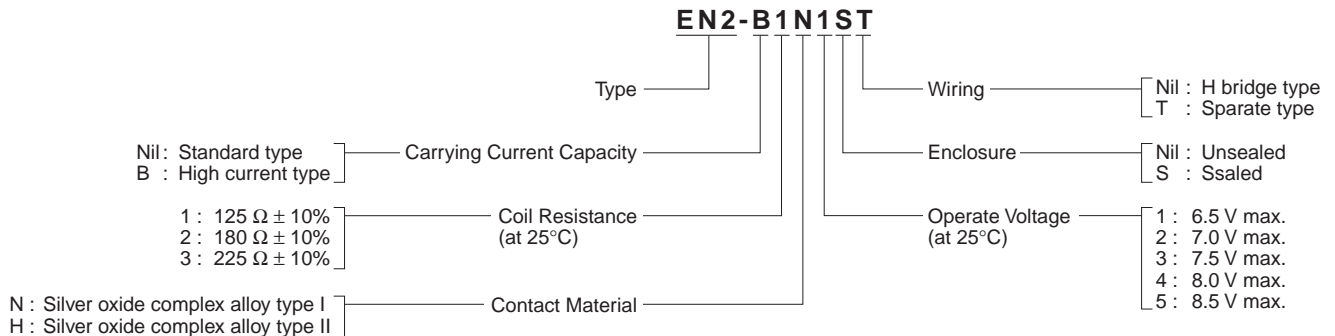 EN2-B1N1ST
Type
Wiring
Nil : H bridge type
T : Sparate type
Nil : Standard type
B : High current type
Carrying Current Capacity
Enclosure
Nil : Unsealed
S : Ssaled
1 : 125 Ω ± 10%
2 : 180 Ω ± 10%
3 : 225 Ω ± 10%
Coil Resistance
(at 25°C)
Operate Voltage
(at 25°C)
1 : 6.5 V max.
2 : 7.0 V max.
3 : 7.5 V max.
4 : 8.0 V max.
5 : 8.5 V max.
N : Silver oxide complex alloy type I
H : Silver oxide complex alloy type II
Contact Material